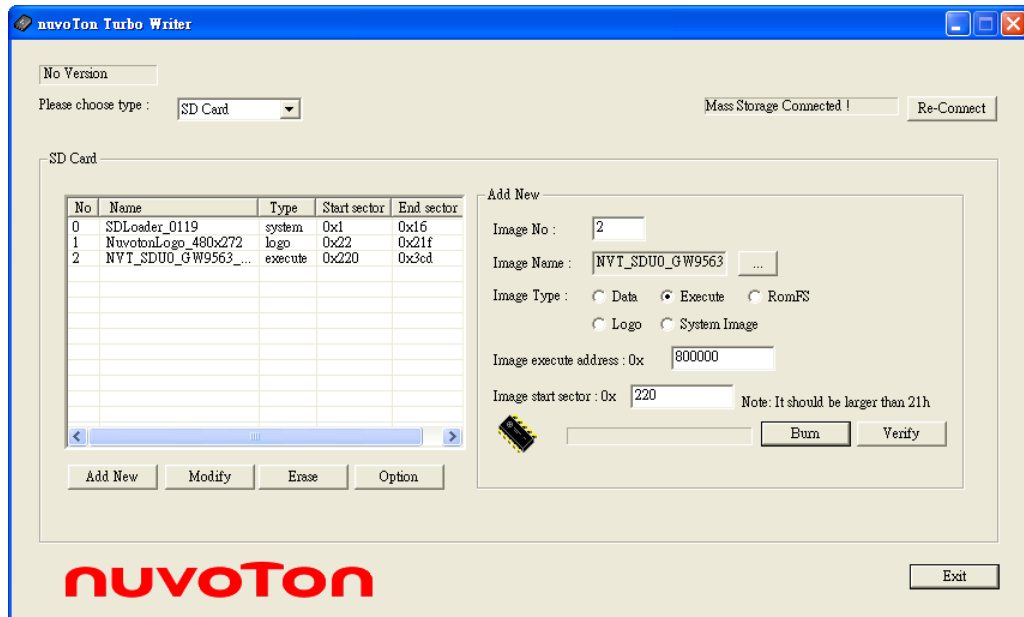 nuvoTon Turbo Writer
No Version
Please choose type : SD Card
Mass Storage Connected ! Re-Connect
SD Card
No Name Type Start sector End sector
0 SDLoader_0119 system 0x1 0x16
1 NuvotonLogo_480x272 logo 0x22 0x21f
2 NVT_SDU0_GW9563_... execute 0x220 0x3cd
Add New Modify Erase Option
Add New
Image No : 2
Image Name : NVT_SDU0_GW9563 ...
Image Type : Data Execute RomFS
Logo System Image
Image execute address : 0x 800000
Image start sector : 0x 220 Note: It should be larger than 21h
Burn Verify
nuvoTon
Exit